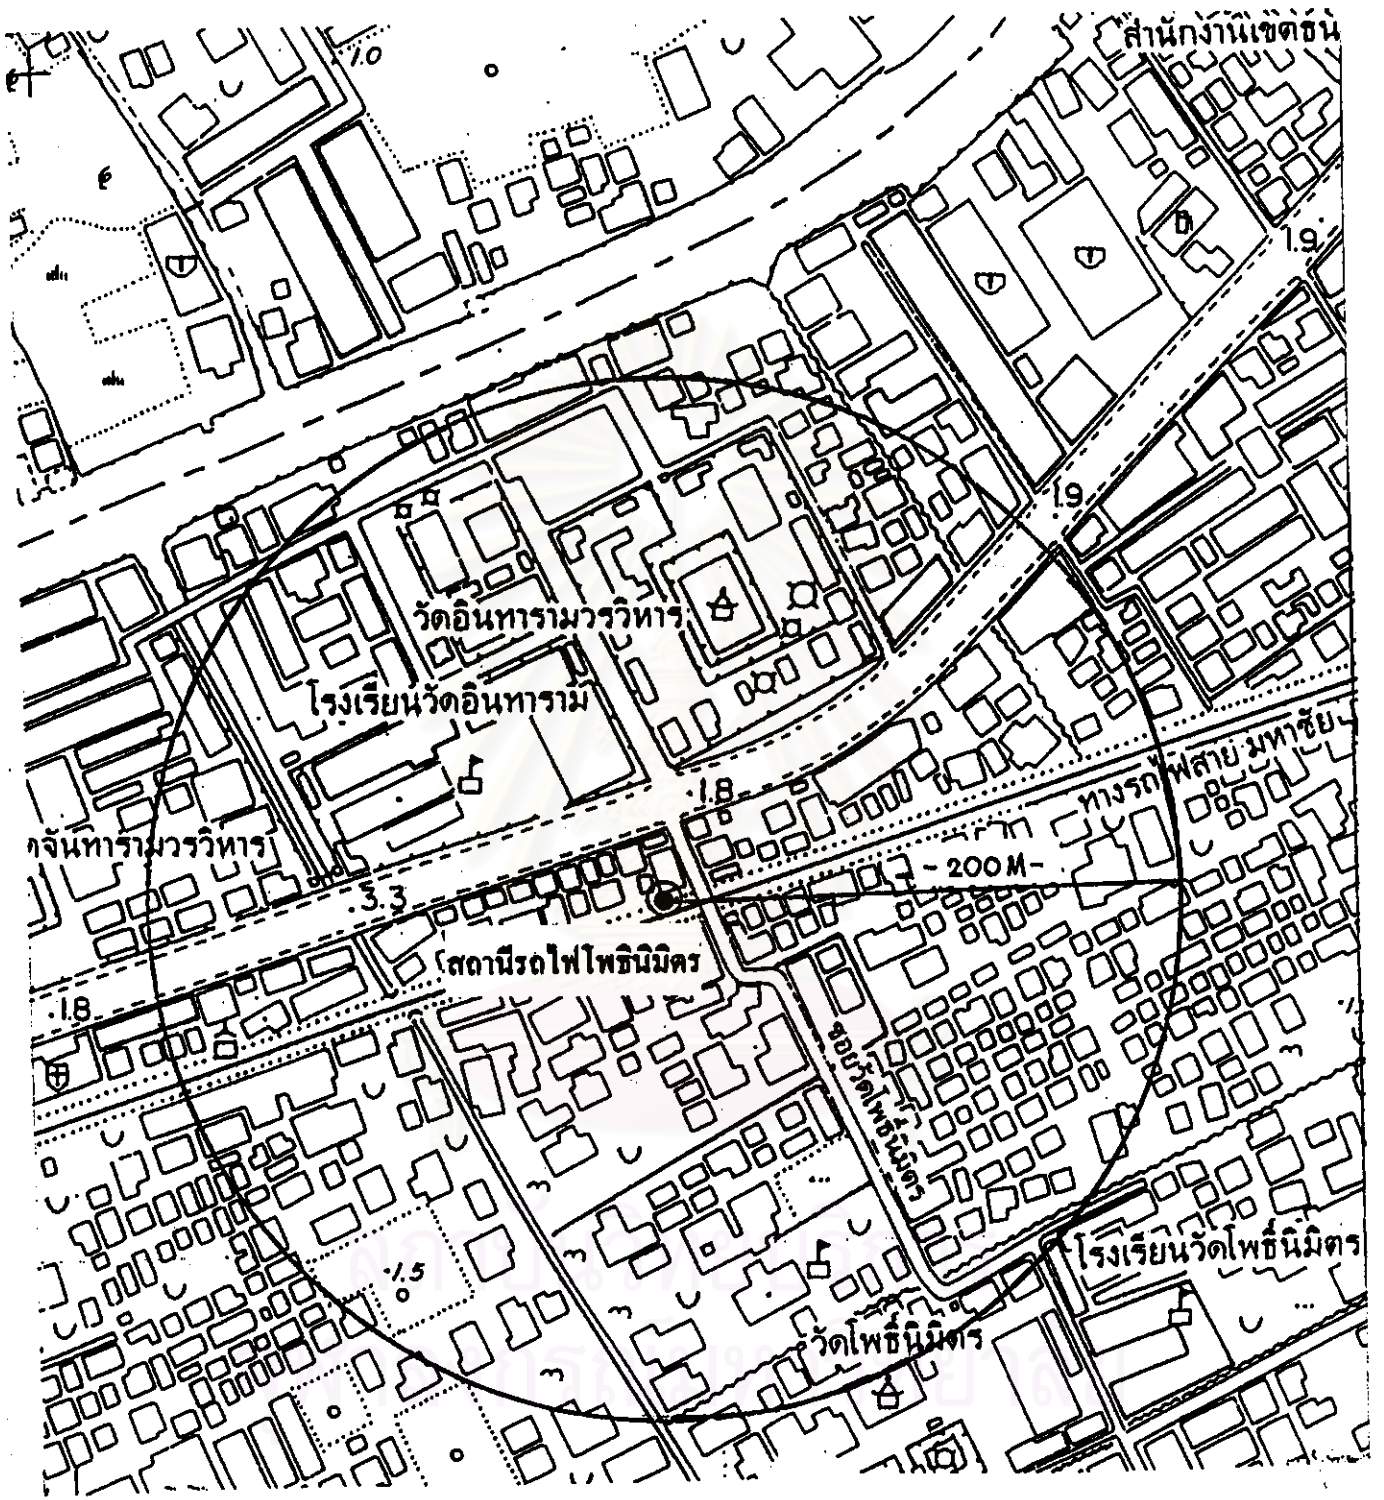 สำนักงานเขตธน
1.0
1.9
1.9
วัดอินทารามวรวิหาร
โรงเรียนวัดอินทาราม
ทางรถไฟสาย มหาชัย
1.8
จันทารามวรวิหาร
-200M-
3.3
สถานีรถไฟโพธินิมิตร
1.8
ซอยวัดโพธิ์นิมิตร
โรงเรียนวัดโพธิ์นิมิตร
1.5
วัดโพธิ์นิมิตร